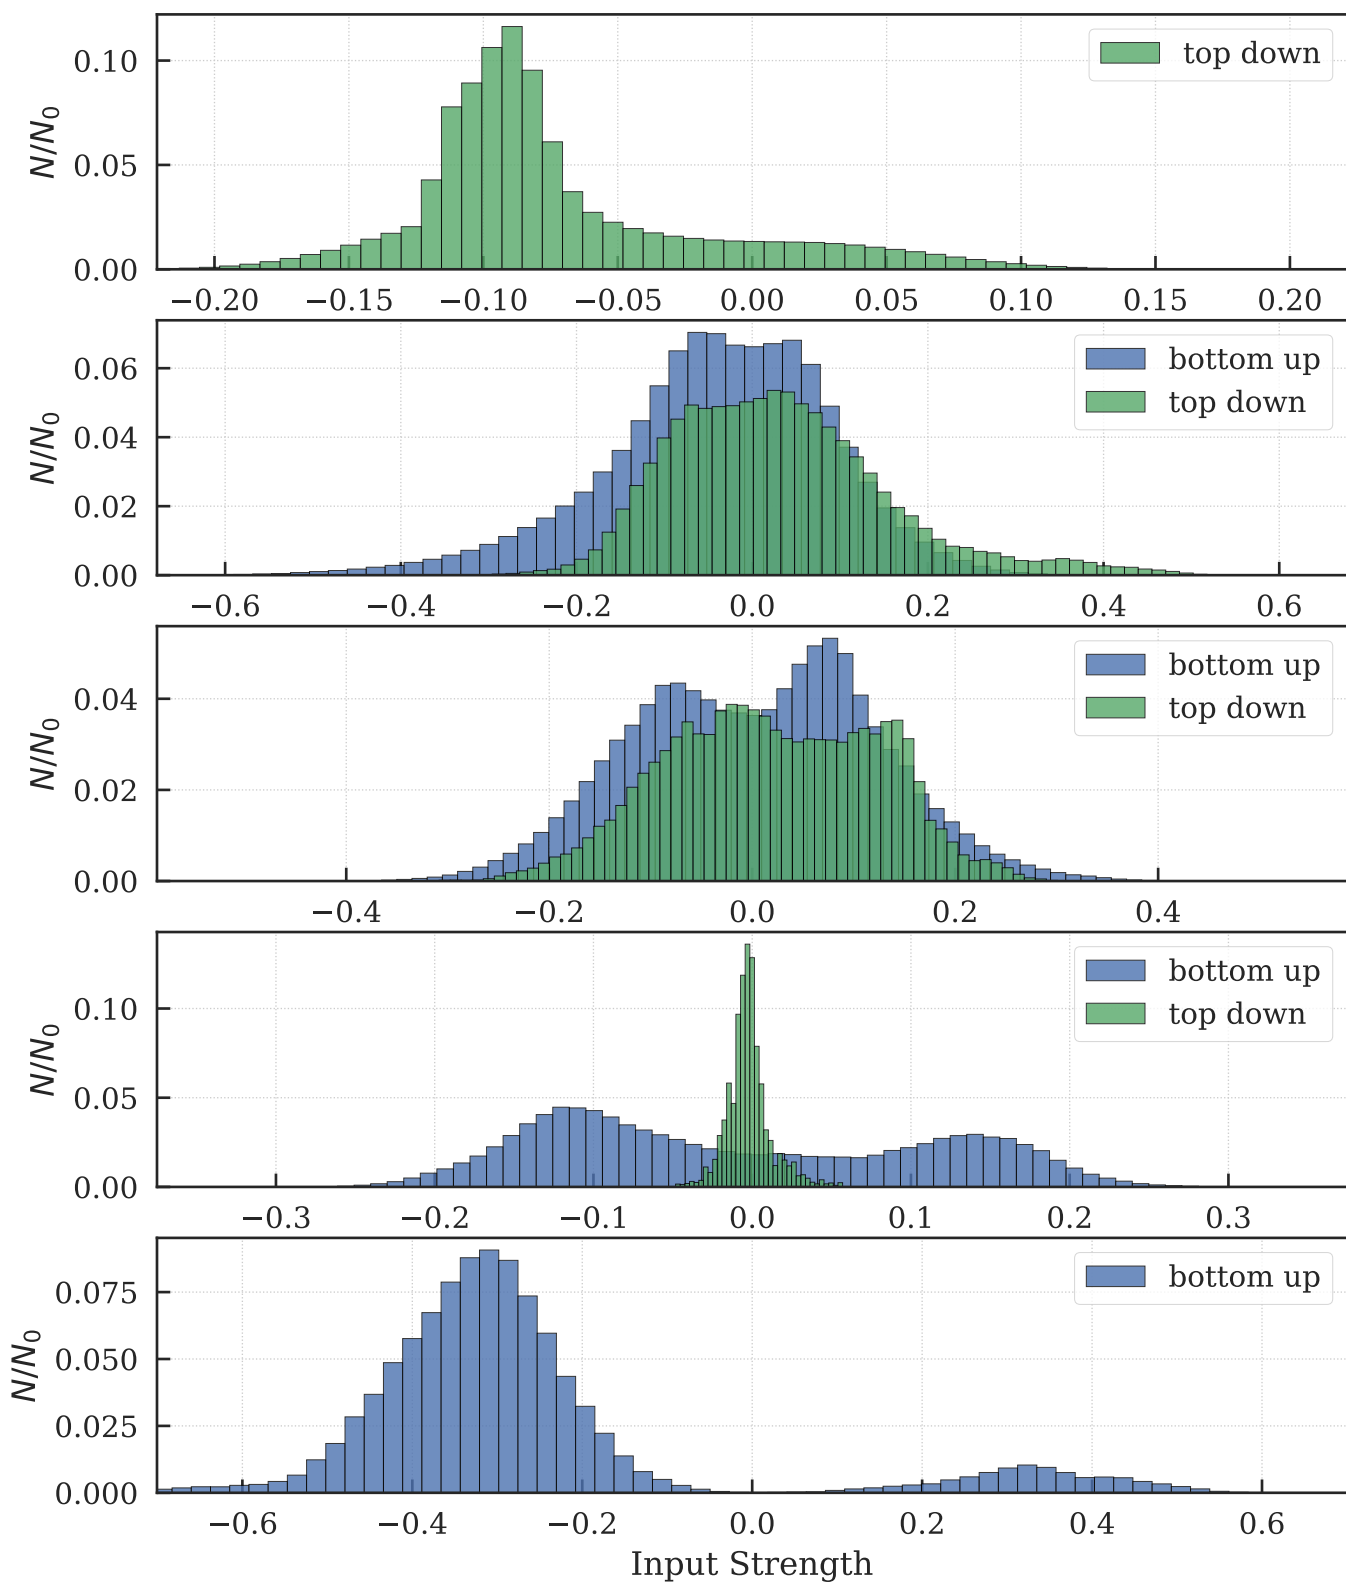 top down
N/N₀
0.10
0.05
0.00
−0.20 −0.15 −0.10 −0.05 0.00 0.05 0.10 0.15 0.20
bottom up
top down
N/N₀
0.06
0.04
0.02
0.00
−0.6 −0.4 −0.2 0.0 0.2 0.4 0.6
bottom up
top down
N/N₀
0.04
0.02
0.00
−0.4 −0.2 0.0 0.2 0.4
bottom up
top down
N/N₀
0.10
0.05
0.00
−0.3 −0.2 −0.1 0.0 0.1 0.2 0.3
bottom up
N/N₀
0.075
0.050
0.025
0.000
−0.6 −0.4 −0.2 0.0 0.2 0.4 0.6
Input Strength